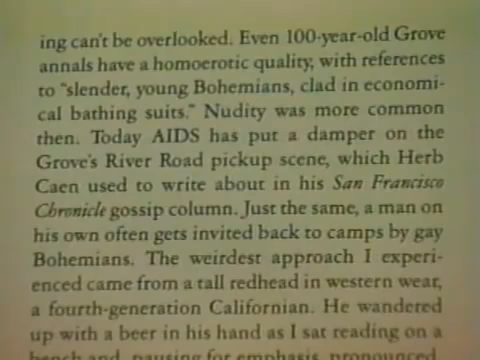 ing can't be overlooked. Even 100-year-old Grove
annals have a homoerotic quality, with references
to "slender, young Bohemians, clad in economi-
cal bathing suits." Nudity was more common
then. Today AIDS has put a damper on the
Grove's River Road pickup scene, which Herb
Caen used to write about in his San Francisco
Chronicle gossip column. Just the same, a man on
his own often gets invited back to camps by gay
Bohemians. The weirdest approach I experi-
enced came from a tall redhead in western wear,
a fourth-generation Californian. He wandered
up with a beer in his hand as I sat reading on a
bench and, pausing for emphasis, pronounced